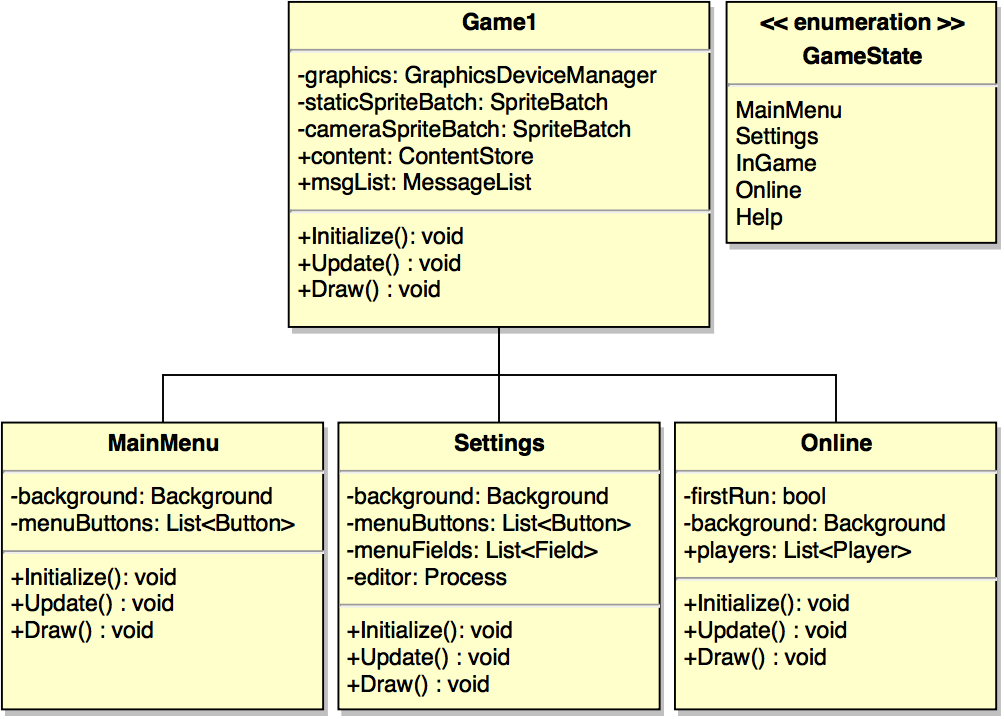 Game1
-graphics: GraphicsDeviceManager
-staticSpriteBatch: SpriteBatch
-cameraSpriteBatch: SpriteBatch
+content: ContentStore
+msgList: MessageList
+Initialize(): void
+Update() : void
+Draw() : void
<< enumeration >>
GameState
MainMenu
Settings
InGame
Online
Help
MainMenu
-background: Background
-menuButtons: List<Button>
+Initialize(): void
+Update() : void
+Draw() : void
Settings
-background: Background
-menuButtons: List<Button>
-menuFields: List<Field>
-editor: Process
+Initialize(): void
+Update() : void
+Draw() : void
Online
-firstRun: bool
-background: Background
+players: List<Player>
+Initialize(): void
+Update() : void
+Draw() : void